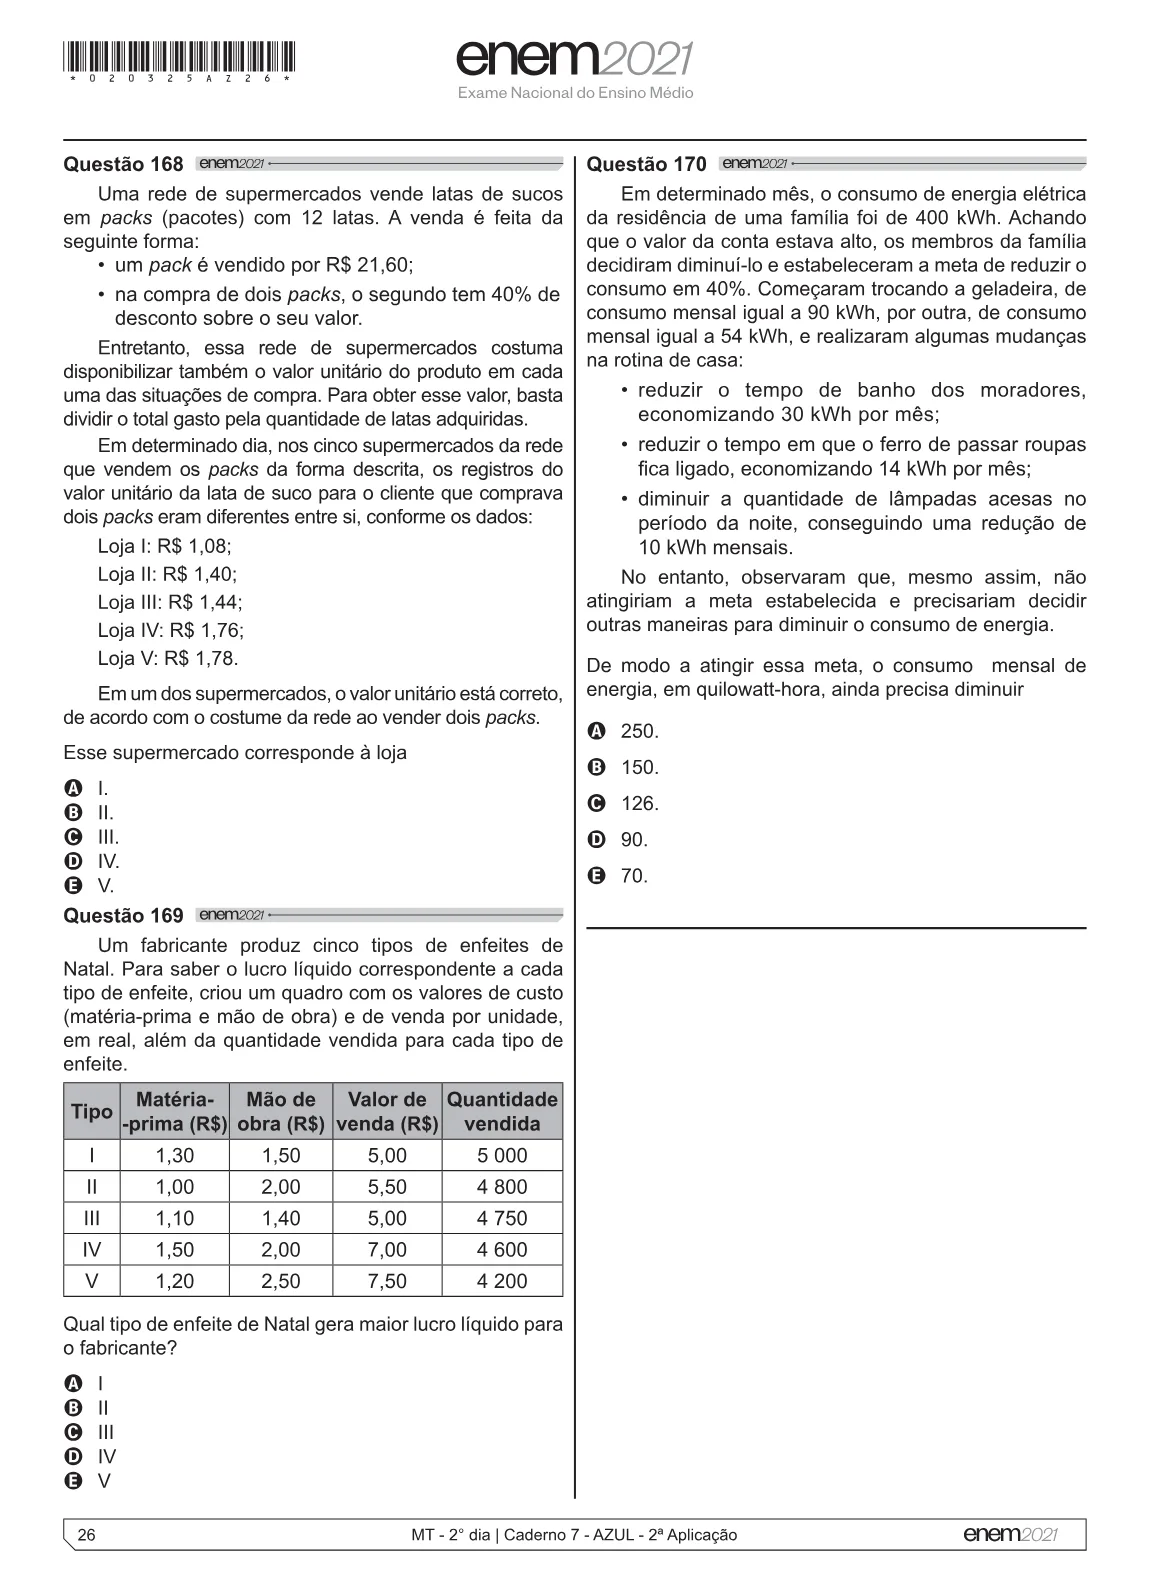 *020325AZ26*
enem2021
Exame Nacional do Ensino Médio
Questão 168 enem2021
Uma rede de supermercados vende latas de sucos
em packs (pacotes) com 12 latas. A venda é feita da
seguinte forma:
• um pack é vendido por R$ 21,60;
• na compra de dois packs, o segundo tem 40% de
desconto sobre o seu valor.
Entretanto, essa rede de supermercados costuma
disponibilizar também o valor unitário do produto em cada
uma das situações de compra. Para obter esse valor, basta
dividir o total gasto pela quantidade de latas adquiridas.
Em determinado dia, nos cinco supermercados da rede
que vendem os packs da forma descrita, os registros do
valor unitário da lata de suco para o cliente que comprava
dois packs eram diferentes entre si, conforme os dados:
Loja I: R$ 1,08;
Loja II: R$ 1,40;
Loja III: R$ 1,44;
Loja IV: R$ 1,76;
Loja V: R$ 1,78.
Em um dos supermercados, o valor unitário está correto,
de acordo com o costume da rede ao vender dois packs.
Esse supermercado corresponde à loja
A I.
B II.
C III.
D IV.
E V.
Questão 169 enem2021
Um fabricante produz cinco tipos de enfeites de
Natal. Para saber o lucro líquido correspondente a cada
tipo de enfeite, criou um quadro com os valores de custo
(matéria-prima e mão de obra) e de venda por unidade,
em real, além da quantidade vendida para cada tipo de
enfeite.
Tipo Matéria- Mão de Valor de Quantidade
-prima (R$) obra (R$) venda (R$) vendida
I 1,30 1,50 5,00 5 000
II 1,00 2,00 5,50 4 800
III 1,10 1,40 5,00 4 750
IV 1,50 2,00 7,00 4 600
V 1,20 2,50 7,50 4 200
Qual tipo de enfeite de Natal gera maior lucro líquido para
o fabricante?
A I
B II
C III
D IV
E V
Questão 170 enem2021
Em determinado mês, o consumo de energia elétrica
da residência de uma família foi de 400 kWh. Achando
que o valor da conta estava alto, os membros da família
decidiram diminuí-lo e estabeleceram a meta de reduzir o
consumo em 40%. Começaram trocando a geladeira, de
consumo mensal igual a 90 kWh, por outra, de consumo
mensal igual a 54 kWh, e realizaram algumas mudanças
na rotina de casa:
• reduzir o tempo de banho dos moradores,
economizando 30 kWh por mês;
• reduzir o tempo em que o ferro de passar roupas
fica ligado, economizando 14 kWh por mês;
• diminuir a quantidade de lâmpadas acesas no
período da noite, conseguindo uma redução de
10 kWh mensais.
No entanto, observaram que, mesmo assim, não
atingiriam a meta estabelecida e precisariam decidir
outras maneiras para diminuir o consumo de energia.
De modo a atingir essa meta, o consumo mensal de
energia, em quilowatt-hora, ainda precisa diminuir
A 250.
B 150.
C 126.
D 90.
E 70.
26
MT - 2° dia | Caderno 7 - AZUL - 2ª Aplicação
enem2021